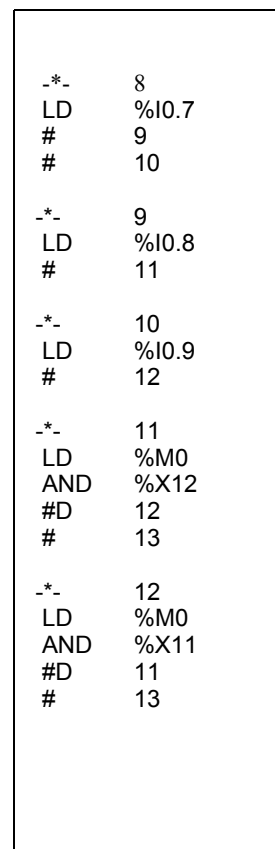 -*- 8
LD %I0.7
# 9
# 10
-*- 9
LD %I0.8
# 11
-*- 10
LD %I0.9
# 12
-*- 11
LD %M0
AND %X12
#D 12
# 13
-*- 12
LD %M0
AND %X11
#D 11
# 13